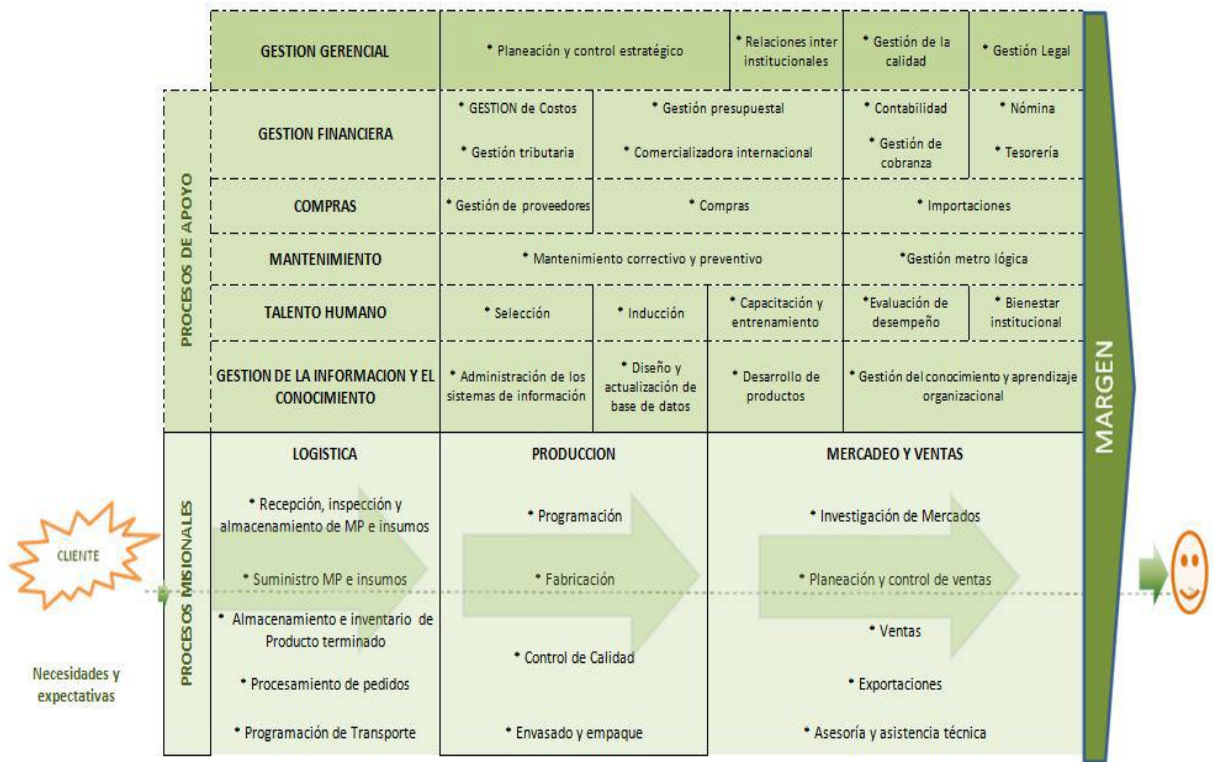 GESTION GERENCIAL
* Planeación y control estratégico
* Relaciones inter
institucionales
* Gestión de la
calidad
* Gestión Legal
PROCESOS DE APOYO
GESTION FINANCIERA
* GESTION de Costos
* Gestión presupuestal
* Contabilidad
* Nómina
* Gestión tributaria
* Comercializadora internacional
* Gestión de
cobranza
* Tesorería
COMPRAS
* Gestión de proveedores
* Compras
* Importaciones
MANTENIMIENTO
* Mantenimiento correctivo y preventivo
*Gestión metro lógica
TALENTO HUMANO
* Selección
* Inducción
* Capacitación y
entrenamiento
*Evaluación de
desempeño
* Bienestar
institucional
GESTION DE LA INFORMACION Y EL
CONOCIMIENTO
* Administración de los
sistemas de información
* Diseño y
actualización de
base de datos
* Desarrollo de
productos
* Gestión del conocimiento y aprendizaje
organizacional
MARGEN
PROCESOS MISIONALES
LOGISTICA
* Recepción, inspección y
almacenamiento de MP e insumos
* Suministro MP e insumos
* Almacenamiento e inventario de
Producto terminado
* Procesamiento de pedidos
* Programación de Transporte
PRODUCCION
* Programación
* Fabricación
* Control de Calidad
* Envasado y empaque
MERCADEO Y VENTAS
* Investigación de Mercados
* Planeación y control de ventas
* Ventas
* Exportaciones
* Asesoría y asistencia técnica
CLIENTE
Necesidades y
expectativas